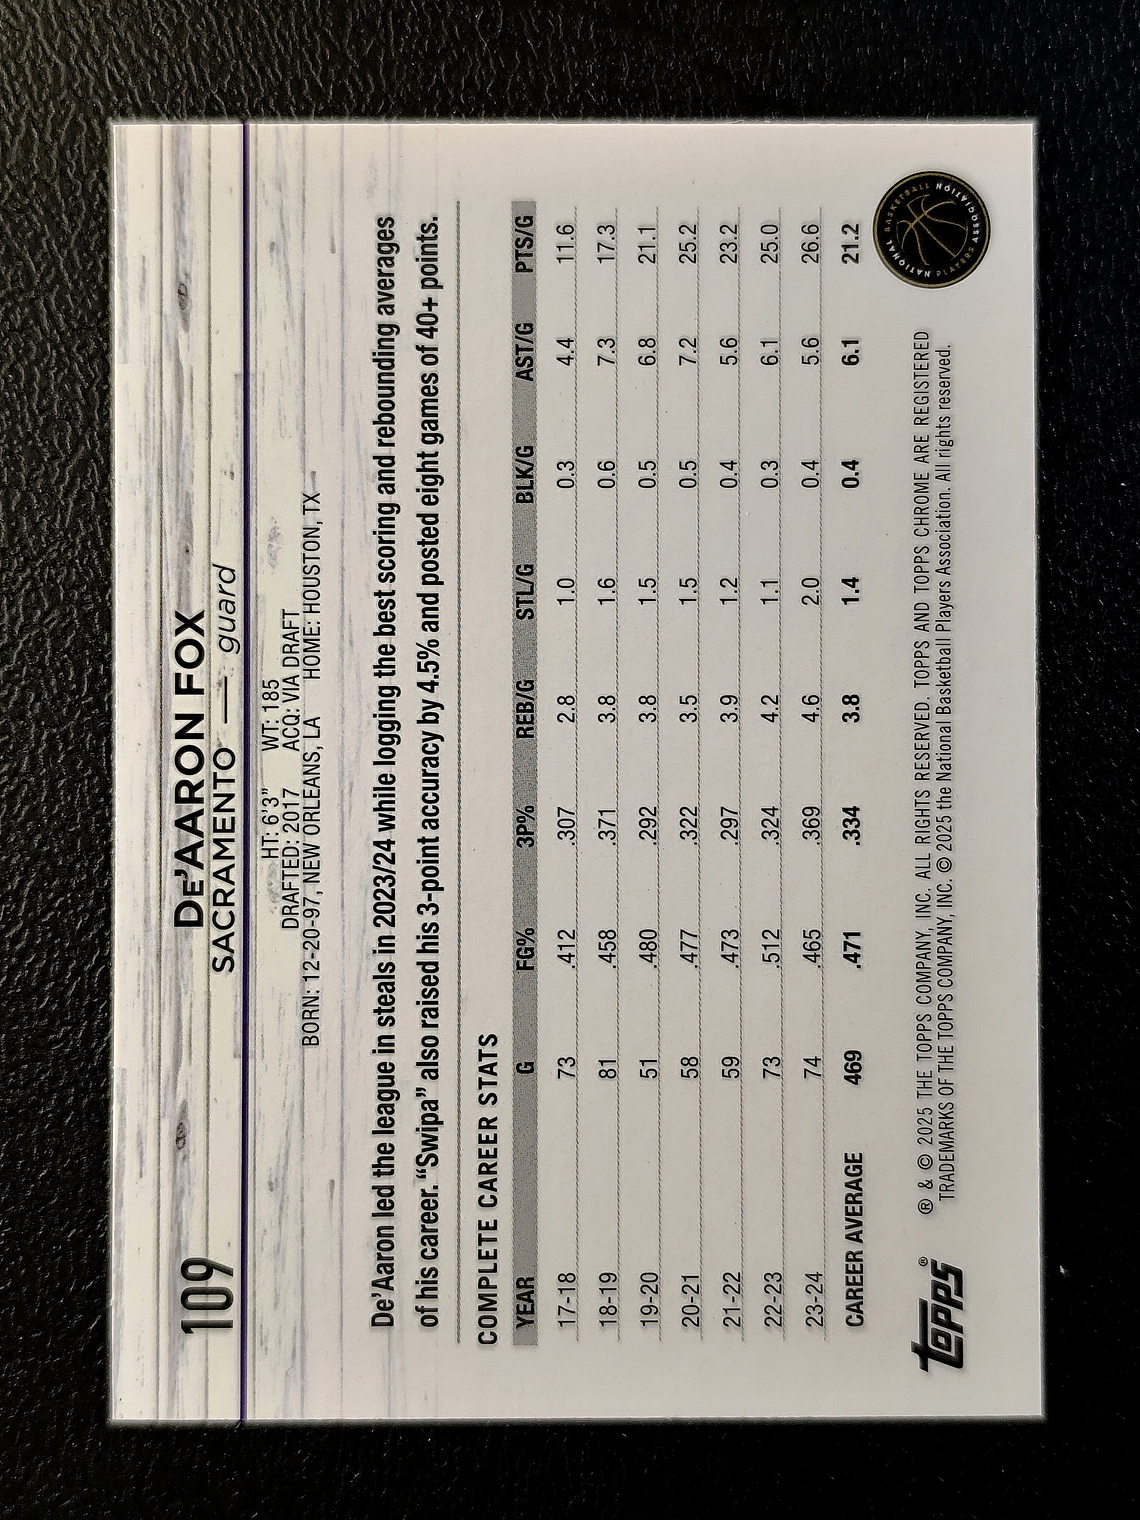 109
De'AARON FOX
SACRAMENTO — guard
HT: 6'3" WT: 185
DRAFTED: 2017 ACQ: VIA DRAFT
BORN: 12-20-97, NEW ORLEANS, LA HOME: HOUSTON, TX
De'Aaron led the league in steals in 2023/24 while logging the best scoring and rebounding averages
of his career. “Swipa” also raised his 3-point accuracy by 4.5% and posted eight games of 40+ points.
COMPLETE CAREER STATS
YEAR G FG% 3P% REB/G STL/G BLK/G AST/G PTS/G
17-18 73 .412 .307 2.8 1.0 0.3 4.4 11.6
18-19 81 .458 .371 3.8 1.6 0.6 7.3 17.3
19-20 51 .480 .292 3.8 1.5 0.5 6.8 21.1
20-21 58 .477 .322 3.5 1.5 0.5 7.2 25.2
21-22 59 .473 .297 3.9 1.2 0.4 5.6 23.2
22-23 73 .512 .324 4.2 1.1 0.3 6.1 25.0
23-24 74 .465 .369 4.6 2.0 0.4 5.6 26.6
CAREER AVERAGE 469 .471 .334 3.8 1.4 0.4 6.1 21.2
topps®
® & © 2025 THE TOPPS COMPANY, INC. ALL RIGHTS RESERVED. TOPPS AND TOPPS CHROME ARE REGISTERED
TRADEMARKS OF THE TOPPS COMPANY, INC. © 2025 the National Basketball Players Association. All rights reserved.
NATIONAL BASKETBALL PLAYERS ASSOCIATION